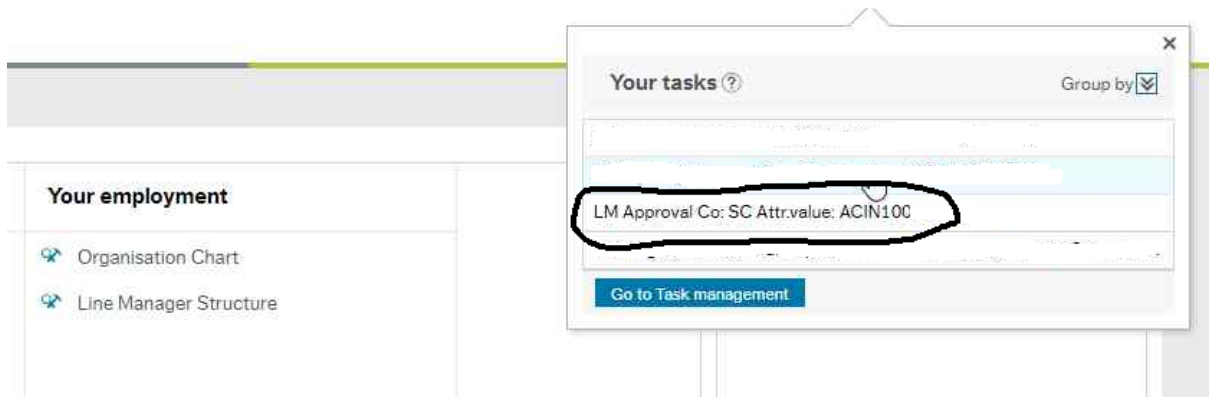 Your tasks ?
Group by
Your employment
LM Approval Co: SC Attr.value: ACIN100
Organisation Chart
Line Manager Structure
Go to Task management